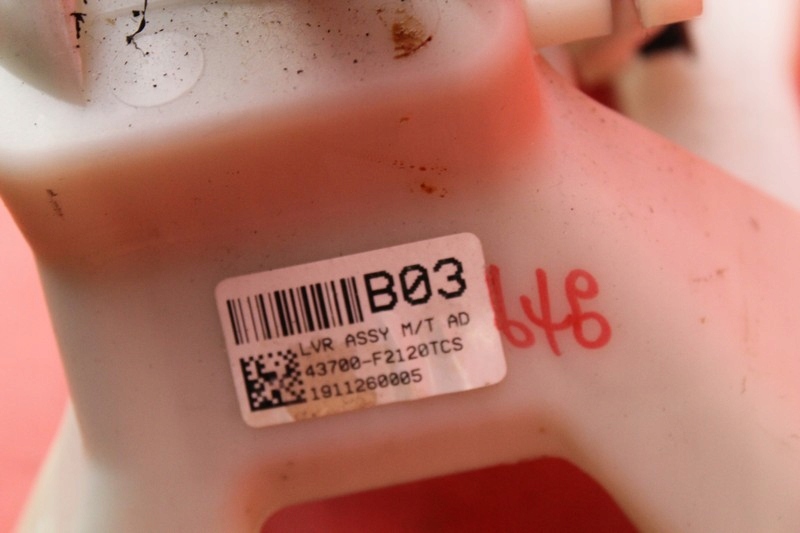 B03
LVR ASSY M/T AD
43700-F2120TCS
1911260005